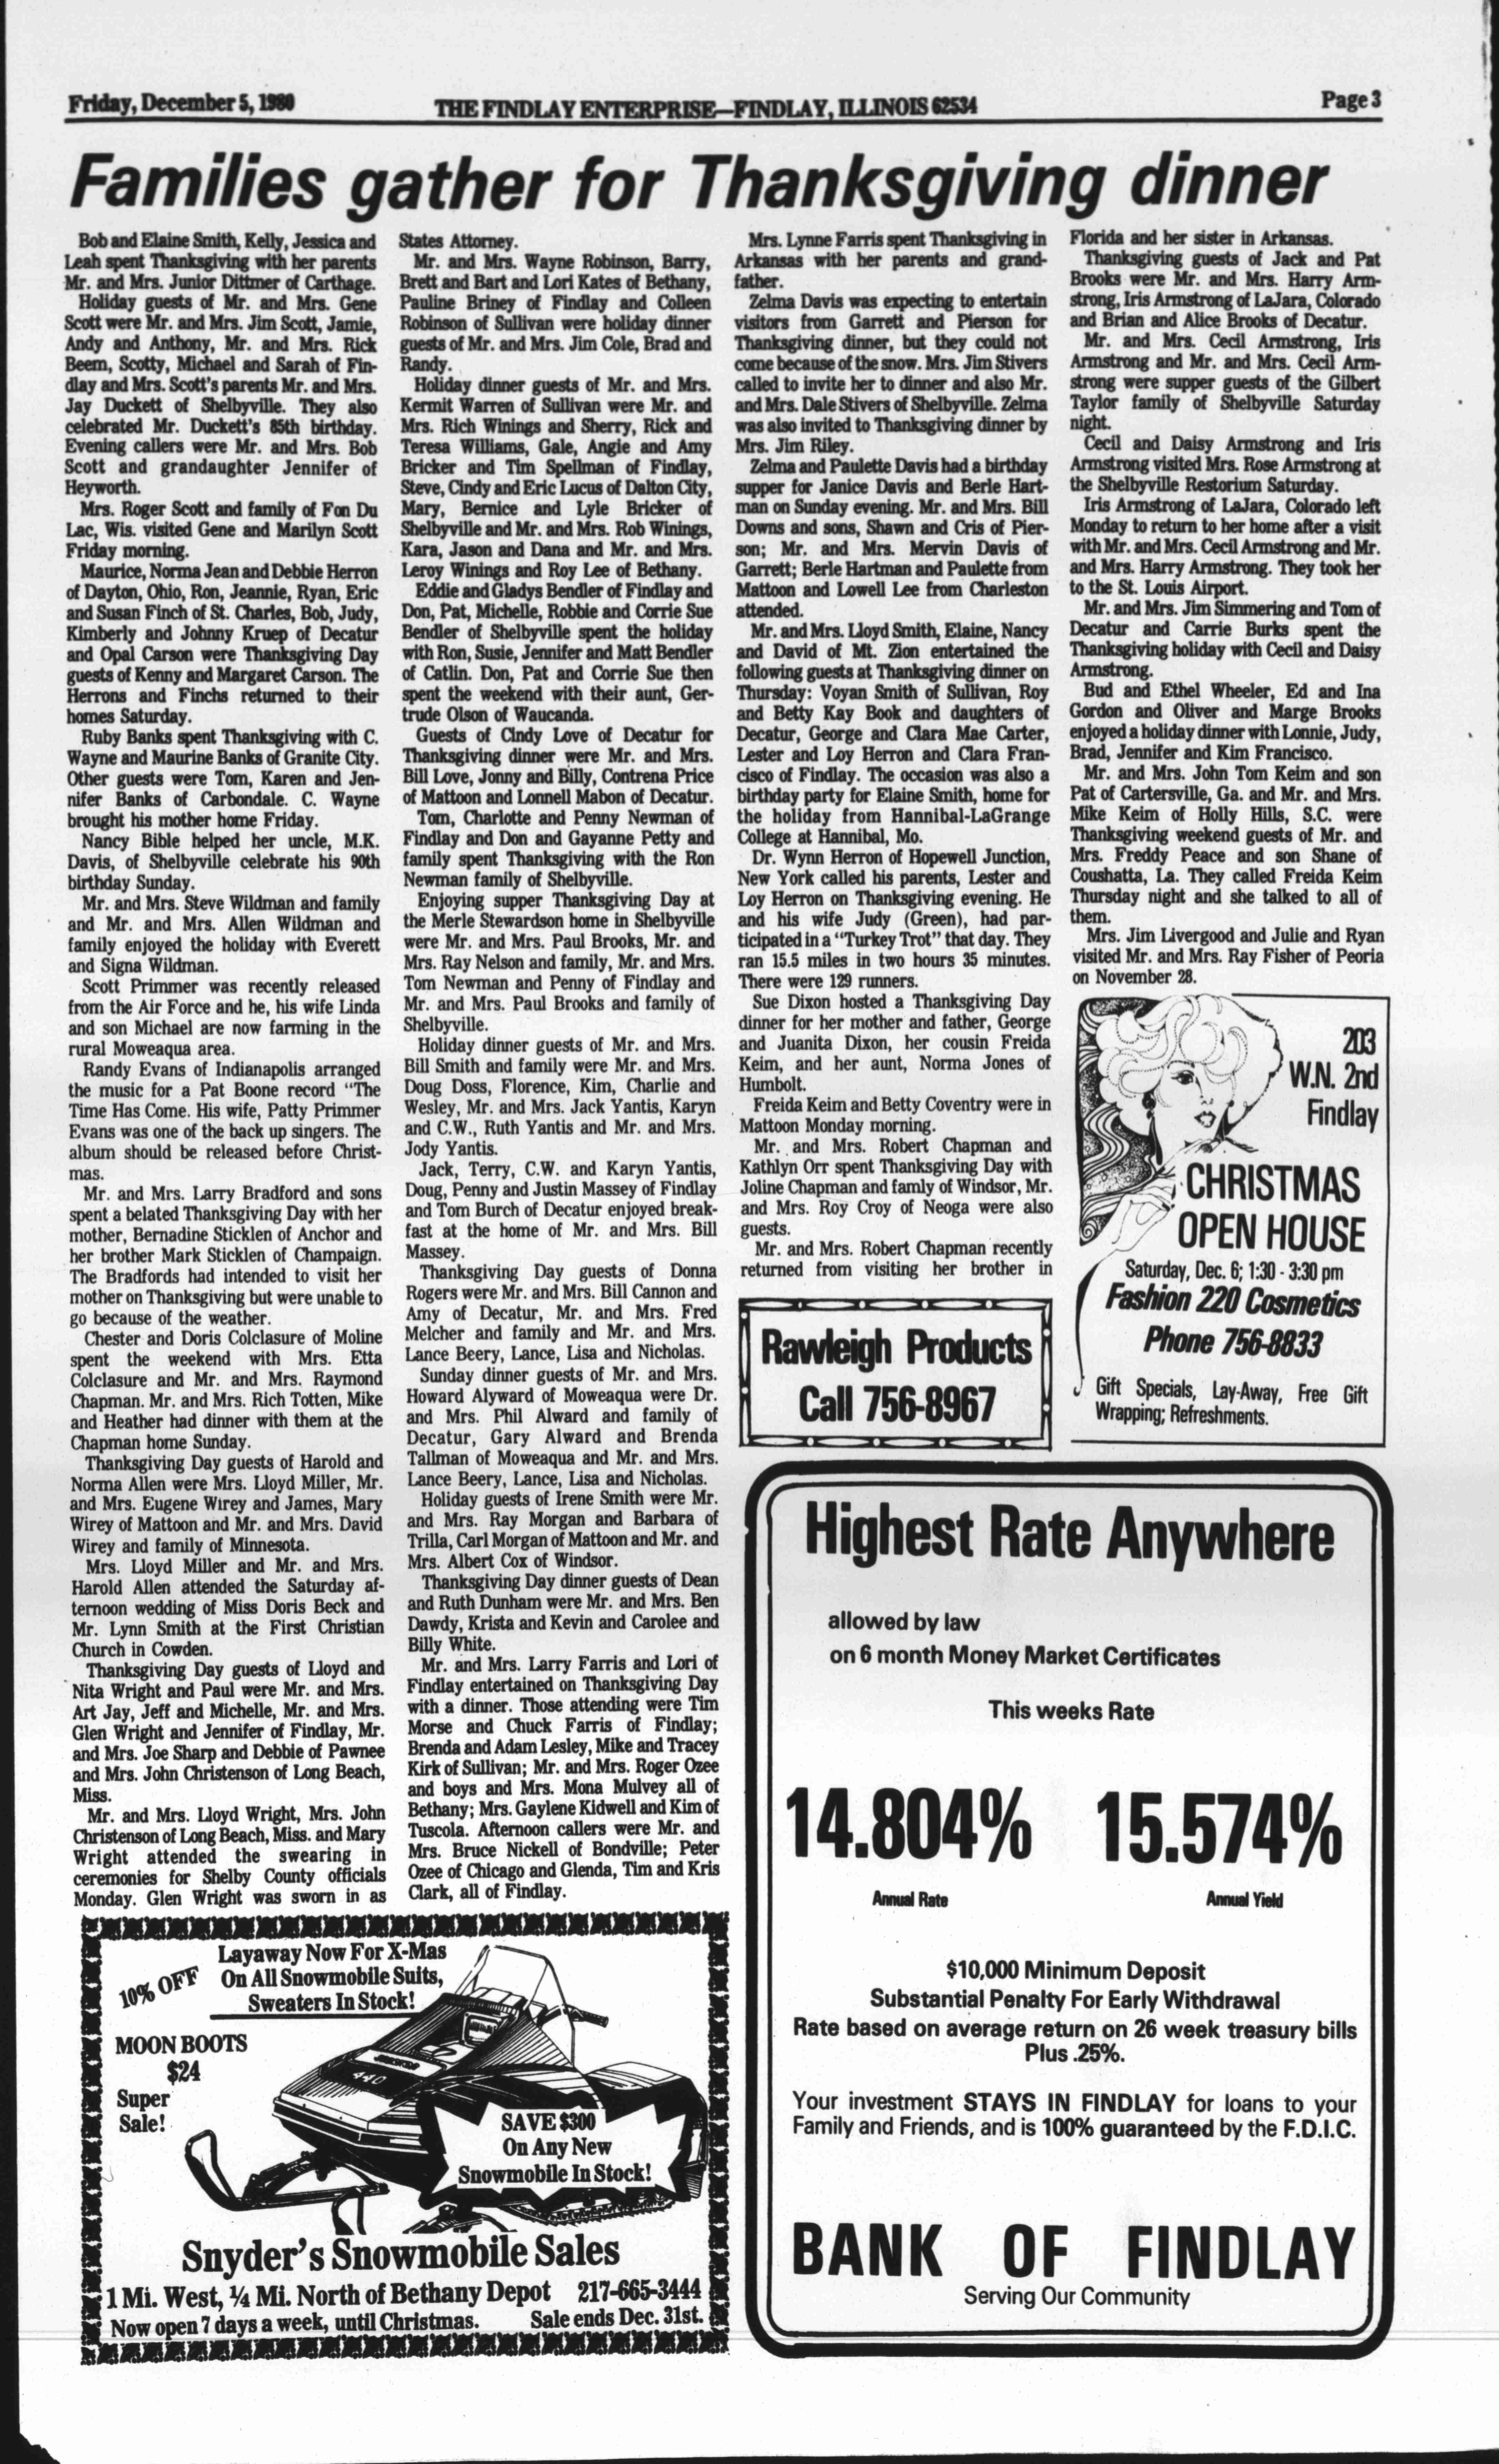 Friday, December 5, 1980
THE FINDLAY ENTERPRISE—FINDLAY, ILLINOIS 62534
Page 3
Families gather for Thanksgiving dinner
Bob and Elaine Smith, Kelly, Jessica and
Leah spent Thanksgiving with her parents
Mr. and Mrs. Junior Dittmer of Carthage.
Holiday guests of Mr. and Mrs. Gene
Scott were Mr. and Mrs. Jim Scott, Jamie,
Andy and Anthony, Mr. and Mrs. Rick
Beem, Scotty, Michael and Sarah of Fin-
dlay and Mrs. Scott's parents Mr. and Mrs.
Jay Duckett of Shelbyville. They also
celebrated Mr. Duckett's 85th birthday.
Evening callers were Mr. and Mrs. Bob
Scott and grandaughter Jennifer of
Heyworth.
Mrs. Roger Scott and family of Fon Du
Lac, Wis. visited Gene and Marilyn Scott
Friday morning.
Maurice, Norma Jean and Debbie Herron
of Dayton, Ohio, Ron, Jeannie, Ryan, Eric
and Susan Finch of St. Charles, Bob, Judy,
Kimberly and Johnny Kruep of Decatur
and Opal Carson were Thanksgiving Day
guests of Kenny and Margaret Carson. The
Herrons and Finchs returned to their
homes Saturday.
Ruby Banks spent Thanksgiving with C.
Wayne and Maurine Banks of Granite City.
Other guests were Tom, Karen and Jen-
nifer Banks of Carbondale. C. Wayne
brought his mother home Friday.
Nancy Bible helped her uncle, M.K.
Davis, of Shelbyville celebrate his 90th
birthday Sunday.
Mr. and Mrs. Steve Wildman and family
and Mr. and Mrs. Allen Wildman and
family enjoyed the holiday with Everett
and Signa Wildman.
Scott Primmer was recently released
from the Air Force and he, his wife Linda
and son Michael are now farming in the
rural Moweaqua area.
Randy Evans of Indianapolis arranged
the music for a Pat Boone record "The
Time Has Come. His wife, Patty Primmer
Evans was one of the back up singers. The
album should be released before Christ-
mas.
Mr. and Mrs. Larry Bradford and sons
spent a belated Thanksgiving Day with her
mother, Bernadine Sticklen of Anchor and
her brother Mark Sticklen of Champaign.
The Bradfords had intended to visit her
mother on Thanksgiving but were unable to
go because of the weather.
Chester and Doris Colclasure of Moline
spent the weekend with Mrs. Etta
Colclasure and Mr. and Mrs. Raymond
Chapman. Mr. and Mrs. Rich Totten, Mike
and Heather had dinner with them at the
Chapman home Sunday.
Thanksgiving Day guests of Harold and
Norma Allen were Mrs. Lloyd Miller, Mr.
and Mrs. Eugene Wirey and James, Mary
Wirey of Mattoon and Mr. and Mrs. David
Wirey and family of Minnesota.
Mrs. Lloyd Miller and Mr. and Mrs.
Harold Allen attended the Saturday af-
ternoon wedding of Miss Doris Beck and
Mr. Lynn Smith at the First Christian
Church in Cowden.
Thanksgiving Day guests of Lloyd and
Nita Wright and Paul were Mr. and Mrs.
Art Jay, Jeff and Michelle, Mr. and Mrs.
Glen Wright and Jennifer of Findlay, Mr.
and Mrs. Joe Sharp and Debbie of Pawnee
and Mrs. John Christenson of Long Beach,
Miss.
Mr. and Mrs. Lloyd Wright, Mrs. John
Christenson of Long Beach, Miss. and Mary
Wright attended the swearing in
ceremonies for Shelby County officials
Monday. Glen Wright was sworn in as
States Attorney.
Mr. and Mrs. Wayne Robinson, Barry,
Brett and Bart and Lori Kates of Bethany,
Pauline Briney of Findlay and Colleen
Robinson of Sullivan were holiday dinner
guests of Mr. and Mrs. Jim Cole, Brad and
Randy.
Holiday dinner guests of Mr. and Mrs.
Kermit Warren of Sullivan were Mr. and
Mrs. Rich Winings and Sherry, Rick and
Teresa Williams, Gale, Angie and Amy
Bricker and Tim Spellman of Findlay,
Steve, Cindy and Eric Lucus of Dalton City,
Mary, Bernice and Lyle Bricker of
Shelbyville and Mr. and Mrs. Rob Winings,
Kara, Jason and Dana and Mr. and Mrs.
Leroy Winings and Roy Lee of Bethany.
Eddie and Gladys Bendler of Findlay and
Don, Pat, Michelle, Robbie and Corrie Sue
Bendler of Shelbyville spent the holiday
with Ron, Susie, Jennifer and Matt Bendler
of Catlin. Don, Pat and Corrie Sue then
spent the weekend with their aunt, Ger-
trude Olson of Waucanda.
Guests of Cindy Love of Decatur for
Thanksgiving dinner were Mr. and Mrs.
Bill Love, Jonny and Billy, Contrena Price
of Mattoon and Lonnell Mabon of Decatur.
Tom, Charlotte and Penny Newman of
Findlay and Don and Gayanne Petty and
family spent Thanksgiving with the Ron
Newman family of Shelbyville.
Enjoying supper Thanksgiving Day at
the Merle Stewardson home in Shelbyville
were Mr. and Mrs. Paul Brooks, Mr. and
Mrs. Ray Nelson and family, Mr. and Mrs.
Tom Newman and Penny of Findlay and
Mr. and Mrs. Paul Brooks and family of
Shelbyville.
Holiday dinner guests of Mr. and Mrs.
Bill Smith and family were Mr. and Mrs.
Doug Doss, Florence, Kim, Charlie and
Wesley, Mr. and Mrs. Jack Yantis, Karyn
and C.W., Ruth Yantis and Mr. and Mrs.
Jody Yantis.
Jack, Terry, C.W. and Karyn Yantis,
Doug, Penny and Justin Massey of Findlay
and Tom Burch of Decatur enjoyed break-
fast at the home of Mr. and Mrs. Bill
Massey.
Thanksgiving Day guests of Donna
Rogers were Mr. and Mrs. Bill Cannon and
Amy of Decatur, Mr. and Mrs. Fred
Melcher and family and Mr. and Mrs.
Lance Beery, Lance, Lisa and Nicholas.
Sunday dinner guests of Mr. and Mrs.
Howard Alyward of Moweaqua were Dr.
and Mrs. Phil Alward and family of
Decatur, Gary Alward and Brenda
Tallman of Moweaqua and Mr. and Mrs.
Lance Beery, Lance, Lisa and Nicholas.
Holiday guests of Irene Smith were Mr.
and Mrs. Ray Morgan and Barbara of
Trilla, Carl Morgan of Mattoon and Mr. and
Mrs. Albert Cox of Windsor.
Thanksgiving Day dinner guests of Dean
and Ruth Dunham were Mr. and Mrs. Ben
Dawdy, Krista and Kevin and Carolee and
Billy White.
Mr. and Mrs. Larry Farris and Lori of
Findlay entertained on Thanksgiving Day
with a dinner. Those attending were Tim
Morse and Chuck Farris of Findlay;
Brenda and Adam Lesley, Mike and Tracey
Kirk of Sullivan; Mr. and Mrs. Roger Ozee
and boys and Mrs. Mona Mulvey all of
Bethany; Mrs. Gaylene Kidwell and Kim of
Tuscola. Afternoon callers were Mr. and
Mrs. Bruce Nickell of Bondville; Peter
Ozee of Chicago and Glenda, Tim and Kris
Clark, all of Findlay.
Mrs. Lynne Farris spent Thanksgiving in
Arkansas with her parents and grand-
father.
Zelma Davis was expecting to entertain
visitors from Garrett and Pierson for
Thanksgiving dinner, but they could not
come because of the snow. Mrs. Jim Stivers
called to invite her to dinner and also Mr.
and Mrs. Dale Stivers of Shelbyville. Zelma
was also invited to Thanksgiving dinner by
Mrs. Jim Riley.
Zelma and Paulette Davis had a birthday
supper for Janice Davis and Berle Hart-
man on Sunday evening. Mr. and Mrs. Bill
Downs and sons, Shawn and Cris of Pier-
son; Mr. and Mrs. Mervin Davis of
Garrett; Berle Hartman and Paulette from
Mattoon and Lowell Lee from Charleston
attended.
Mr. and Mrs. Lloyd Smith, Elaine, Nancy
and David of Mt. Zion entertained the
following guests at Thanksgiving dinner on
Thursday: Voyan Smith of Sullivan, Roy
and Betty Kay Book and daughters of
Decatur, George and Clara Mae Carter,
Lester and Loy Herron and Clara Fran-
cisco of Findlay. The occasion was also a
birthday party for Elaine Smith, home for
the holiday from Hannibal-LaGrange
College at Hannibal, Mo.
Dr. Wynn Herron of Hopewell Junction,
New York called his parents, Lester and
Loy Herron on Thanksgiving evening. He
and his wife Judy (Green), had par-
ticipated in a "Turkey Trot" that day. They
ran 15.5 miles in two hours 35 minutes.
There were 129 runners.
Sue Dixon hosted a Thanksgiving Day
dinner for her mother and father, George
and Juanita Dixon, her cousin Freida
Keim, and her aunt, Norma Jones of
Humbolt.
Freida Keim and Betty Coventry were in
Mattoon Monday morning.
Mr. and Mrs. Robert Chapman and
Kathlyn Orr spent Thanksgiving Day with
Joline Chapman and famly of Windsor, Mr.
and Mrs. Roy Croy of Neoga were also
guests.
Mr. and Mrs. Robert Chapman recently
returned from visiting her brother in
Florida and her sister in Arkansas.
Thanksgiving guests of Jack and Pat
Brooks were Mr. and Mrs. Harry Arm-
strong, Iris Armstrong of LaJara, Colorado
and Brian and Alice Brooks of Decatur.
Mr. and Mrs. Cecil Armstrong, Iris
Armstrong and Mr. and Mrs. Cecil Arm-
strong were supper guests of the Gilbert
Taylor family of Shelbyville Saturday
night.
Cecil and Daisy Armstrong and Iris
Armstrong visited Mrs. Rose Armstrong at
the Shelbyville Restorium Saturday.
Iris Armstrong of LaJara, Colorado left
Monday to return to her home after a visit
with Mr. and Mrs. Cecil Armstrong and Mr.
and Mrs. Harry Armstrong. They took her
to the St. Louis Airport.
Mr. and Mrs. Jim Simmering and Tom of
Decatur and Carrie Burks spent the
Thanksgiving holiday with Cecil and Daisy
Armstrong.
Bud and Ethel Wheeler, Ed and Ina
Gordon and Oliver and Marge Brooks
enjoyed a holiday dinner with Lonnie, Judy,
Brad, Jennifer and Kim Francisco.
Mr. and Mrs. John Tom Keim and son
Pat of Cartersville, Ga. and Mr. and Mrs.
Mike Keim of Holly Hills, S.C. were
Thanksgiving weekend guests of Mr. and
Mrs. Freddy Peace and son Shane of
Coushatta, La. They called Freida Keim
Thursday night and she talked to all of
them.
Mrs. Jim Livergood and Julie and Ryan
visited Mr. and Mrs. Ray Fisher of Peoria
on November 28.
203
W.N. 2nd
Findlay
CHRISTMAS
OPEN HOUSE
Saturday, Dec. 6; 1:30 - 3:30 pm
Fashion 220 Cosmetics
Phone 756-8833
Gift Specials, Lay-Away, Free Gift
Wrapping; Refreshments.
Rawleigh Products
Call 756-8967
Highest Rate Anywhere
allowed by law
on 6 month Money Market Certificates
This weeks Rate
14.804% 15.574%
Annual Rate Annual Yield
$10,000 Minimum Deposit
Substantial Penalty For Early Withdrawal
Rate based on average return on 26 week treasury bills
Plus .25%.
Your investment STAYS IN FINDLAY for loans to your
Family and Friends, and is 100% guaranteed by the F.D.I.C.
BANK OF FINDLAY
Serving Our Community
Layaway Now For X-Mas
10% OFF On All Snowmobile Suits,
Sweaters In Stock!
MOON BOOTS
$24
Super
Sale!
440
SAVE $300
On Any New
Snowmobile In Stock!
Snyder's Snowmobile Sales
1 Mi. West, ¼ Mi. North of Bethany Depot 217-665-3444
Now open 7 days a week, until Christmas. Sale ends Dec. 31st.